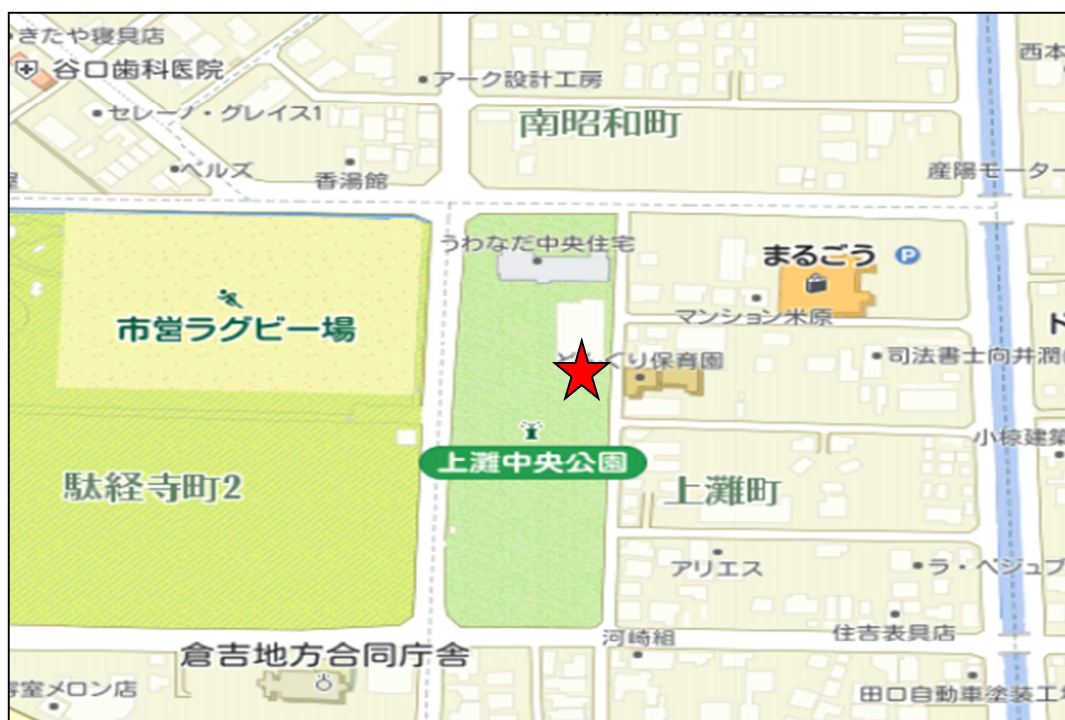 きたや寝具店
谷口歯科医院
アーク設計工房
西本
セレーノ・グレイス1
南昭和町
ベルズ
香湯館
産陽モーター
うわなだ中央住宅
まるごう
P
市営ラグビー場
マンション米原
ど
くり保育園
司法書士向井潤
小椋建築
上灘中央公園
駄経寺町2
上灘町
アリエス
ラ・ベジュブ
河崎組
住吉表具店
倉吉地方合同庁舎
容室メロン店
田口自動車塗装工場